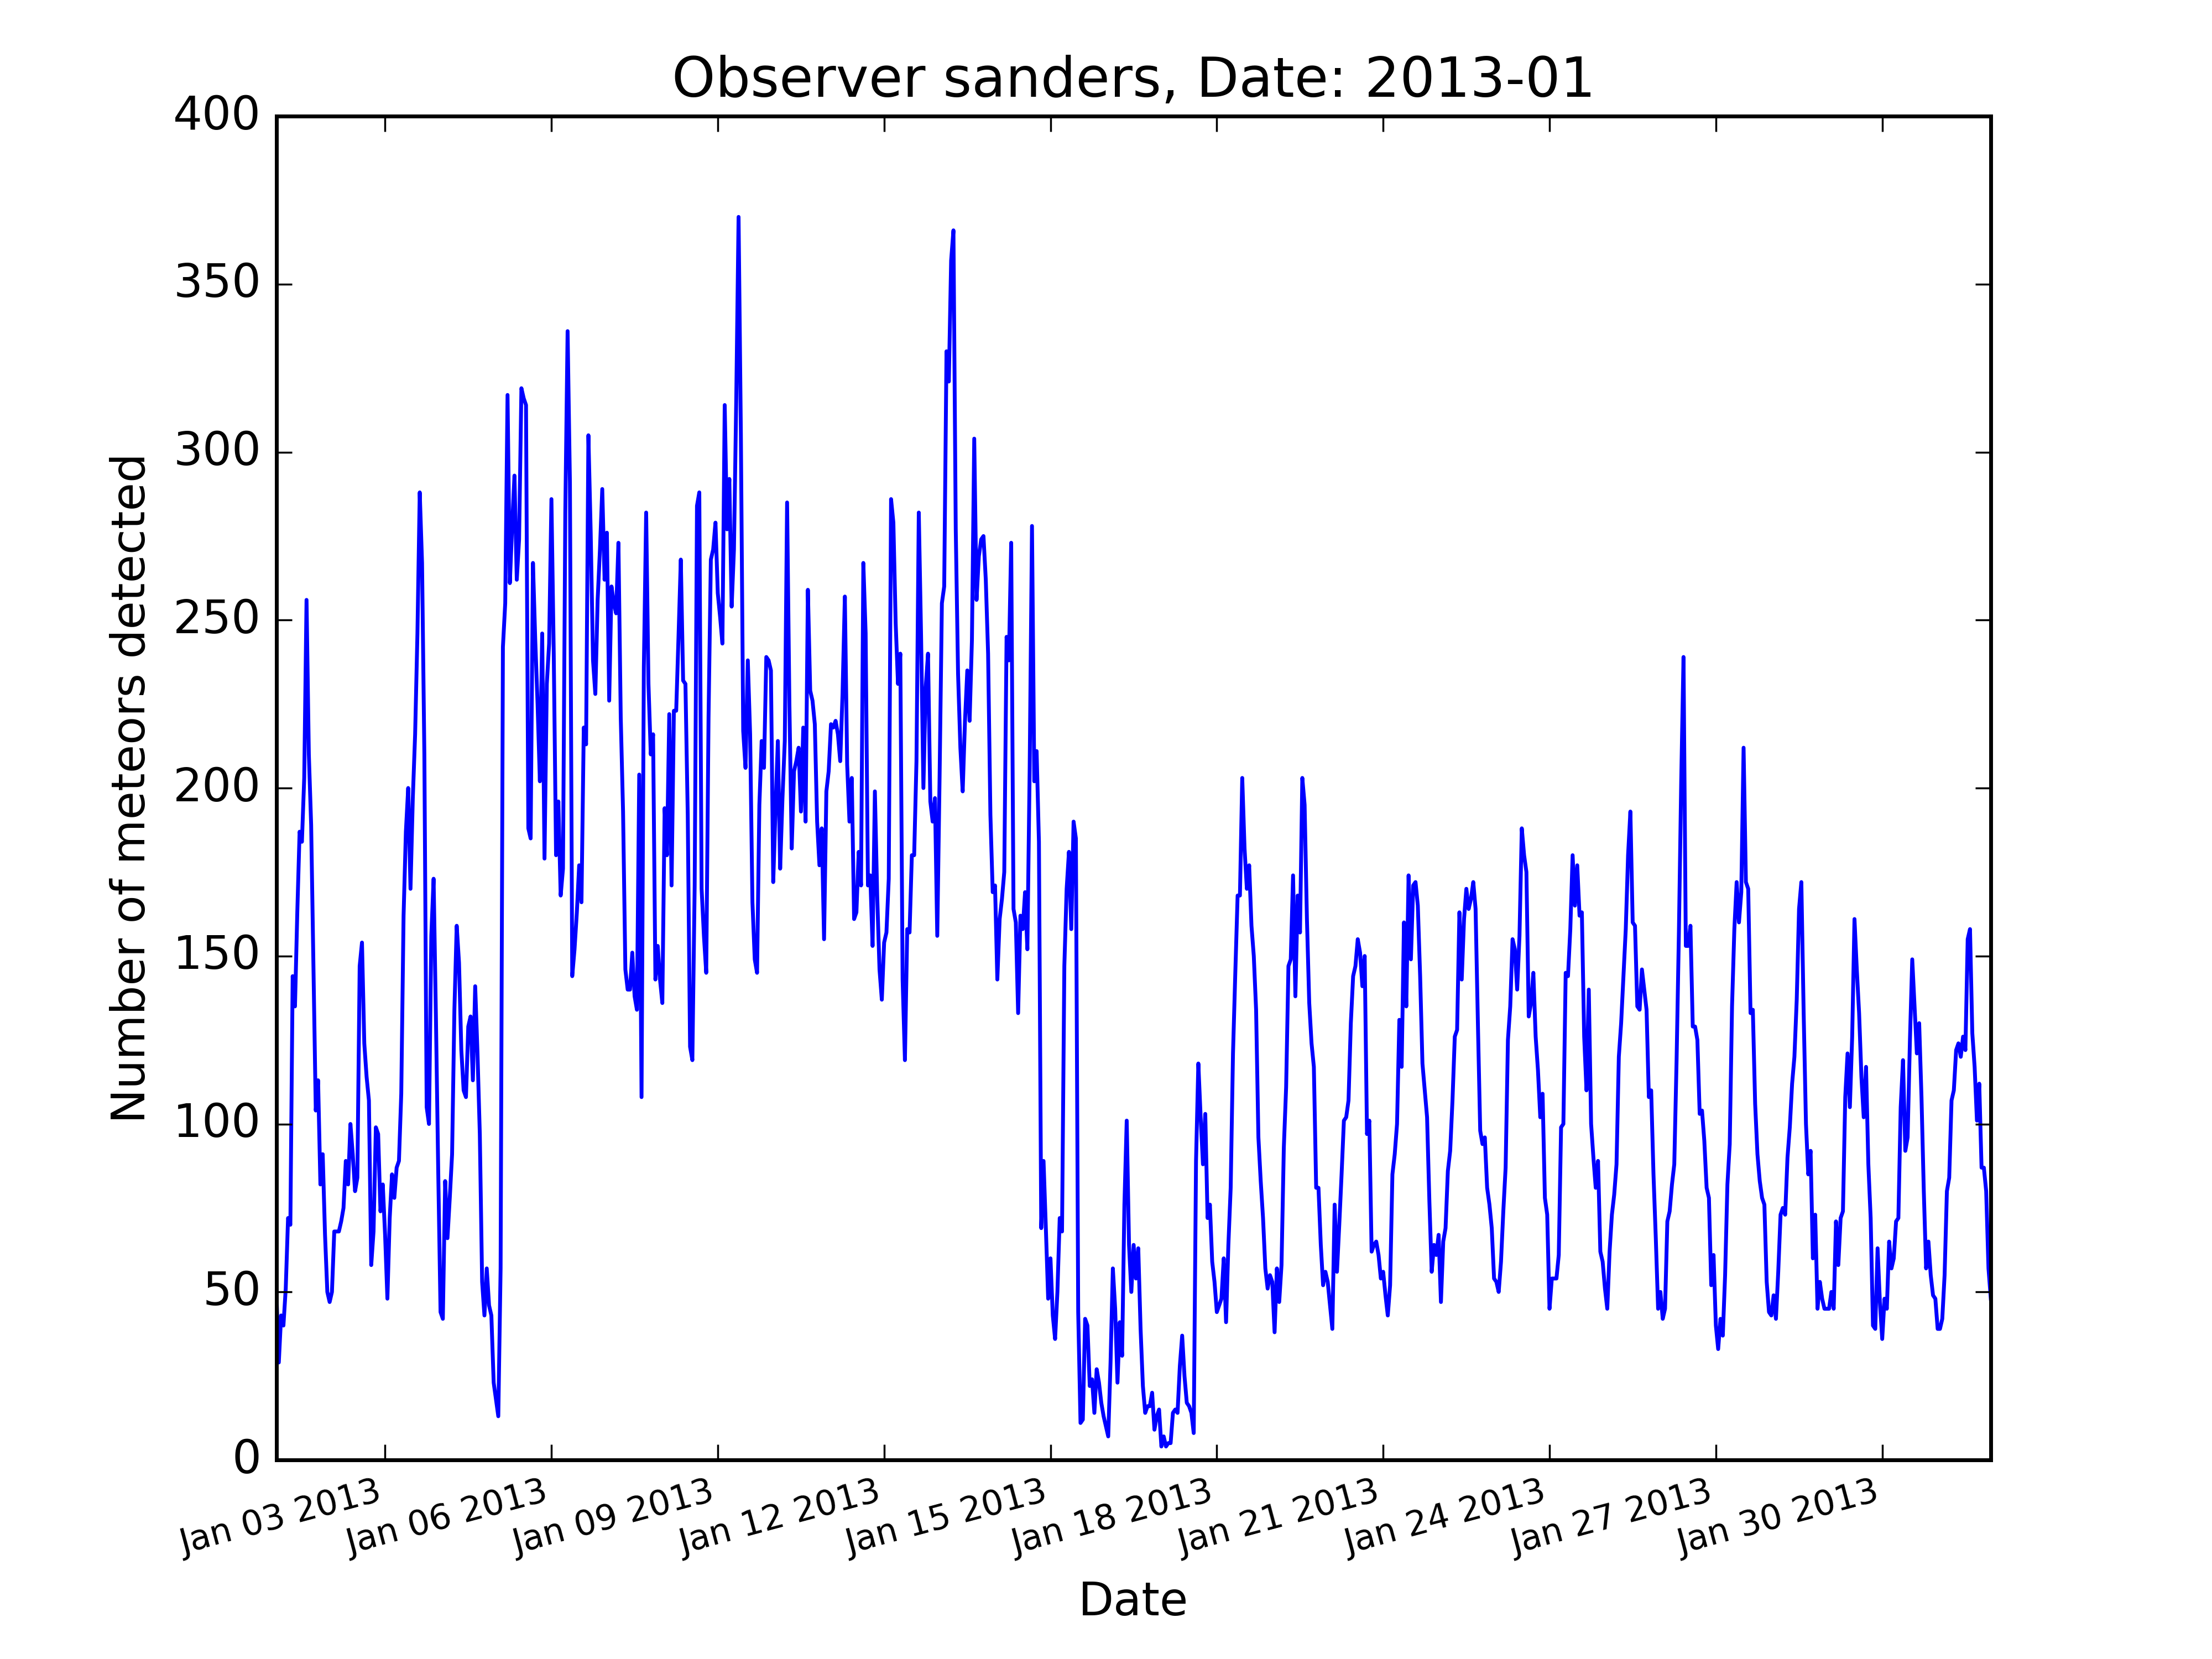 Observer sanders, Date: 2013-01
400
350
300
250
200
150
100
50
0
Number of meteors detected
Jan 03 2013
Jan 06 2013
Jan 09 2013
Jan 12 2013
Jan 15 2013
Jan 18 2013
Jan 21 2013
Jan 24 2013
Jan 27 2013
Jan 30 2013
Date